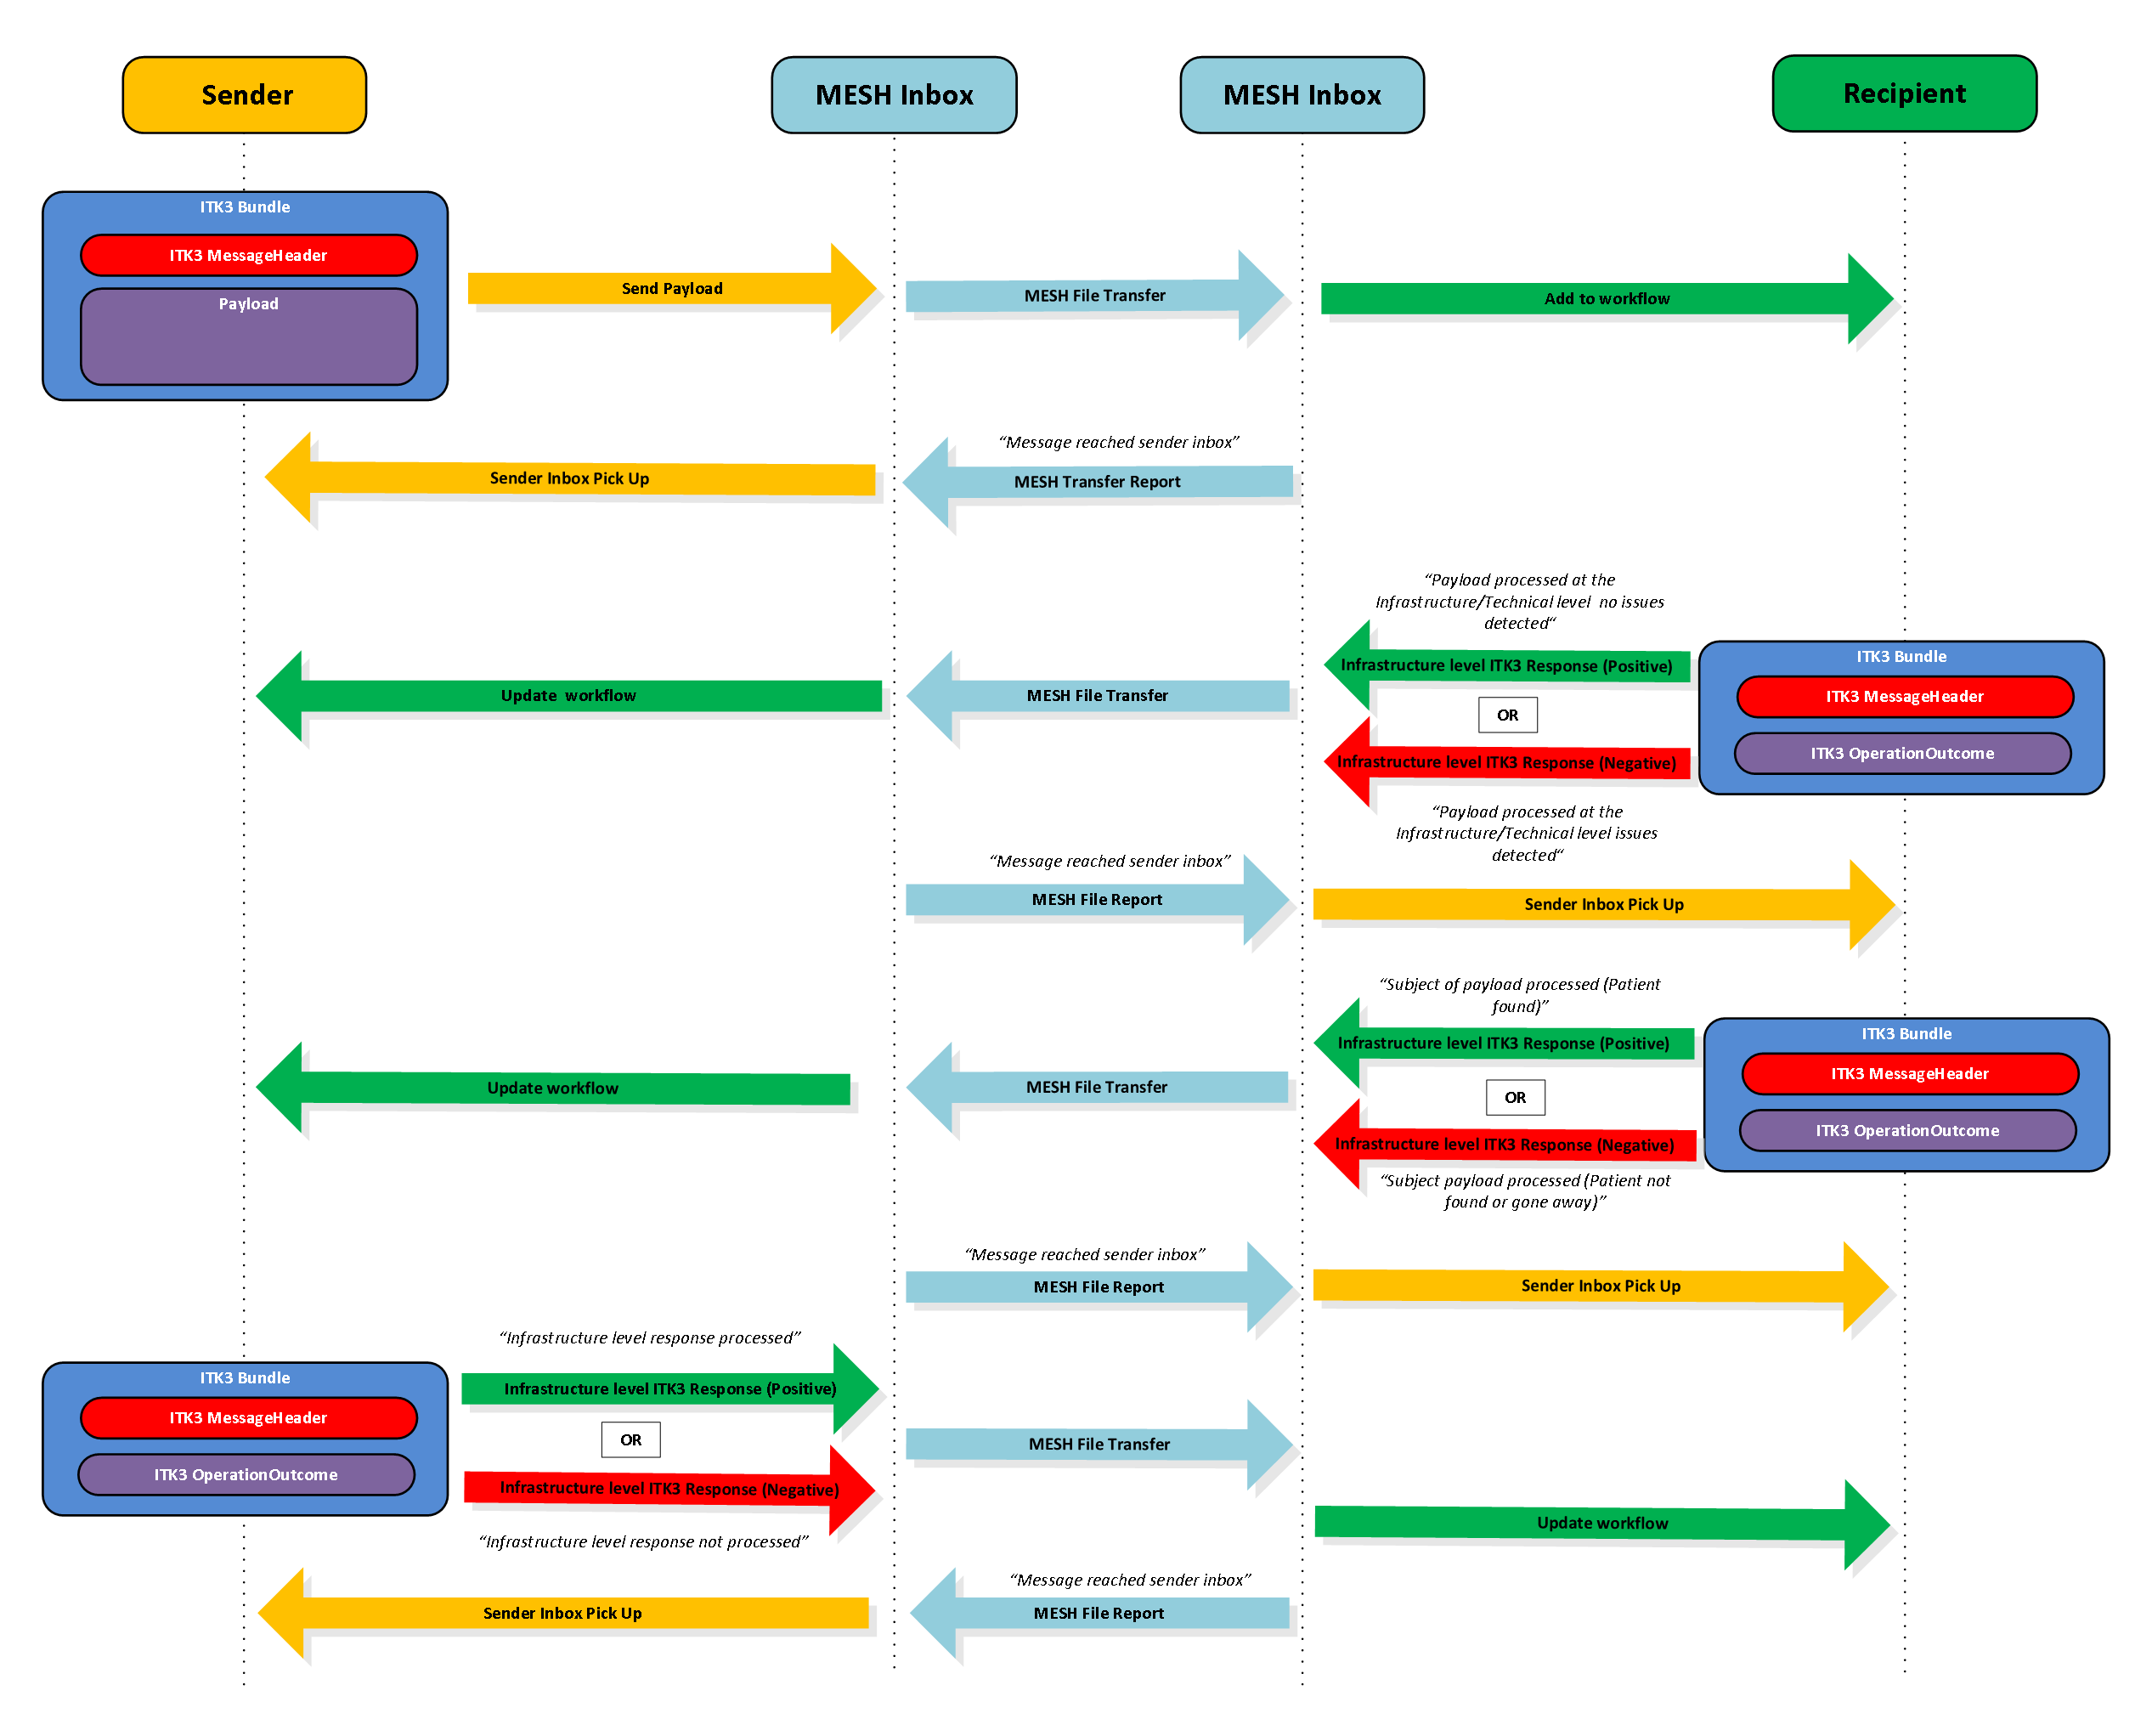 Sender
MESH Inbox
MESH Inbox
Recipient
ITK3 Bundle
ITK3 MessageHeader
Payload
Send Payload
MESH File Transfer
Add to workflow
“Message reached sender inbox”
Sender Inbox Pick Up
MESH Transfer Report
“Payload processed at the
Infrastructure/Technical level  no issues
detected“
Infrastructure level ITK3 Response (Positive)
ITK3 Bundle
ITK3 MessageHeader
Update  workflow
MESH File Transfer
OR
ITK3 OperationOutcome
Infrastructure level ITK3 Response (Negative)
“Payload processed at the
Infrastructure/Technical level issues
detected“
“Message reached sender inbox”
MESH File Report
Sender Inbox Pick Up
“Subject of payload processed (Patient
found)”
Infrastructure level ITK3 Response (Positive)
ITK3 Bundle
ITK3 MessageHeader
Update workflow
MESH File Transfer
OR
ITK3 OperationOutcome
Infrastructure level ITK3 Response (Negative)
“Subject payload processed (Patient not
found or gone away)”
“Message reached sender inbox”
MESH File Report
Sender Inbox Pick Up
“Infrastructure level response processed”
ITK3 Bundle
Infrastructure level ITK3 Response (Positive)
ITK3 MessageHeader
OR
MESH File Transfer
ITK3 OperationOutcome
Infrastructure level ITK3 Response (Negative)
Update workflow
“Infrastructure level response not processed”
“Message reached sender inbox”
Sender Inbox Pick Up
MESH File Report